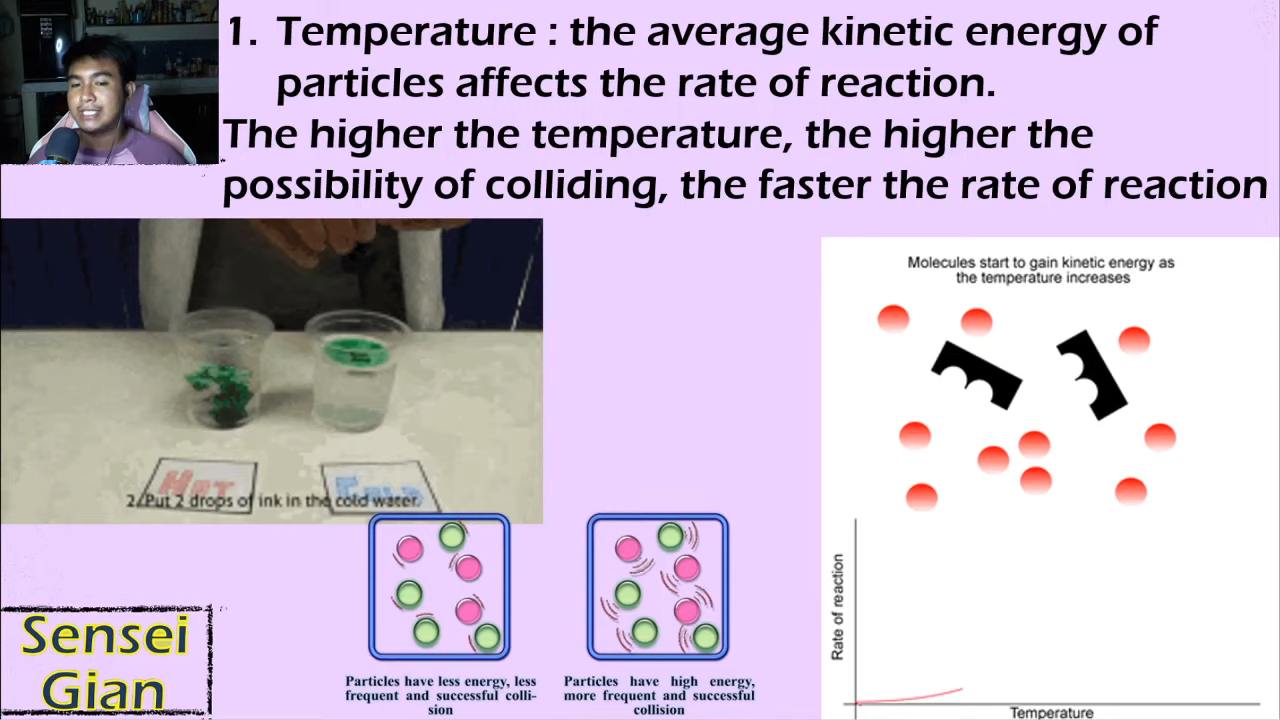 1. Temperature : the average kinetic energy of
particles affects the rate of reaction.
The higher the temperature, the higher the
possibility of colliding, the faster the rate of reaction
Molecules start to gain kinetic energy as
the temperature increases
HOT
COLD
2. Put 2 drops of ink in the cold water.
Particles have less energy, less
frequent and successful colli-
sion
Particles have high energy,
more frequent and successful
collision
Rate of reaction
Temperature
Sensei
Gian